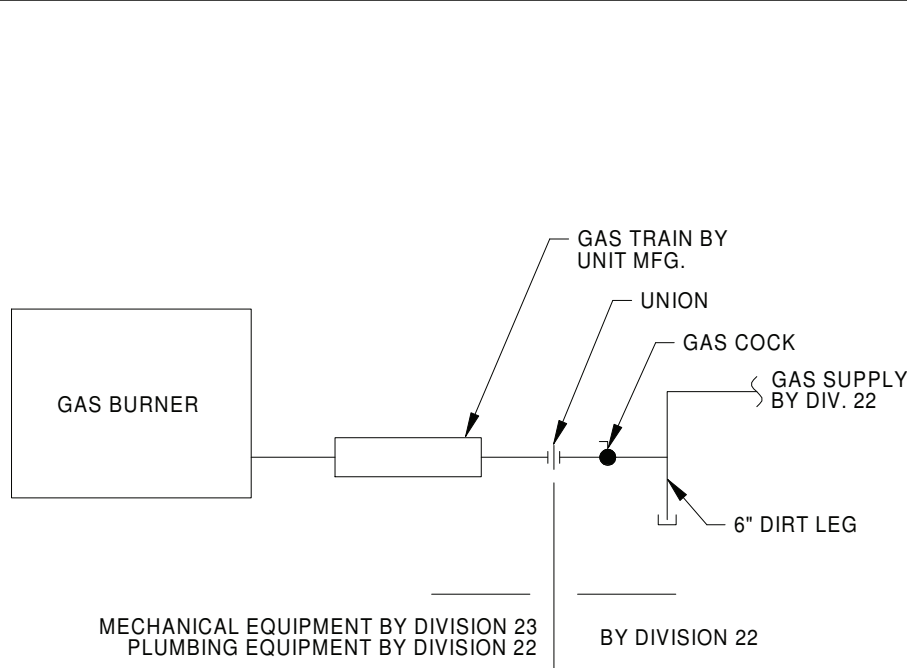 GAS TRAIN BY
UNIT MFG.
UNION
GAS COCK
GAS SUPPLY
BY DIV. 22
GAS BURNER
6" DIRT LEG
MECHANICAL EQUIPMENT BY DIVISION 23
PLUMBING EQUIPMENT BY DIVISION 22
BY DIVISION 22